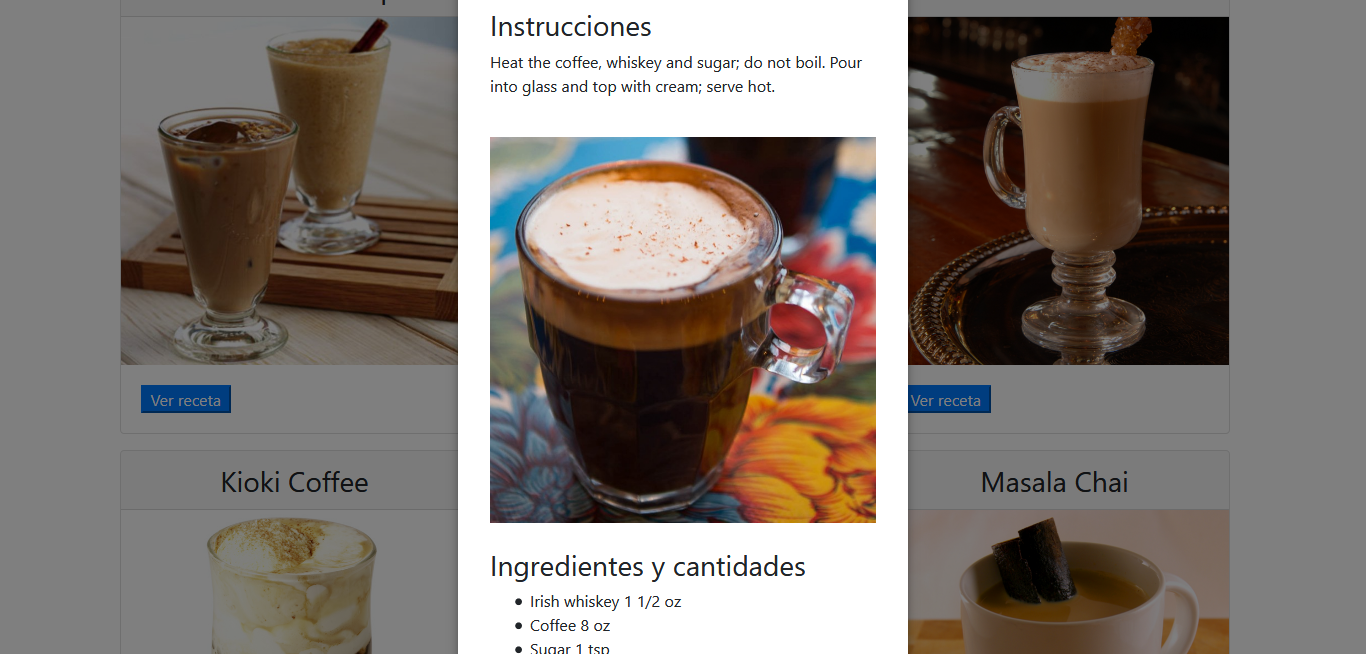 Instrucciones
Heat the coffee, whiskey and sugar; do not boil. Pour
into glass and top with cream; serve hot.
Ver receta
Ver receta
Kioki Coffee
Masala Chai
Ingredientes y cantidades
Irish whiskey 1 1/2 oz
Coffee 8 oz
Sugar 1 tsp